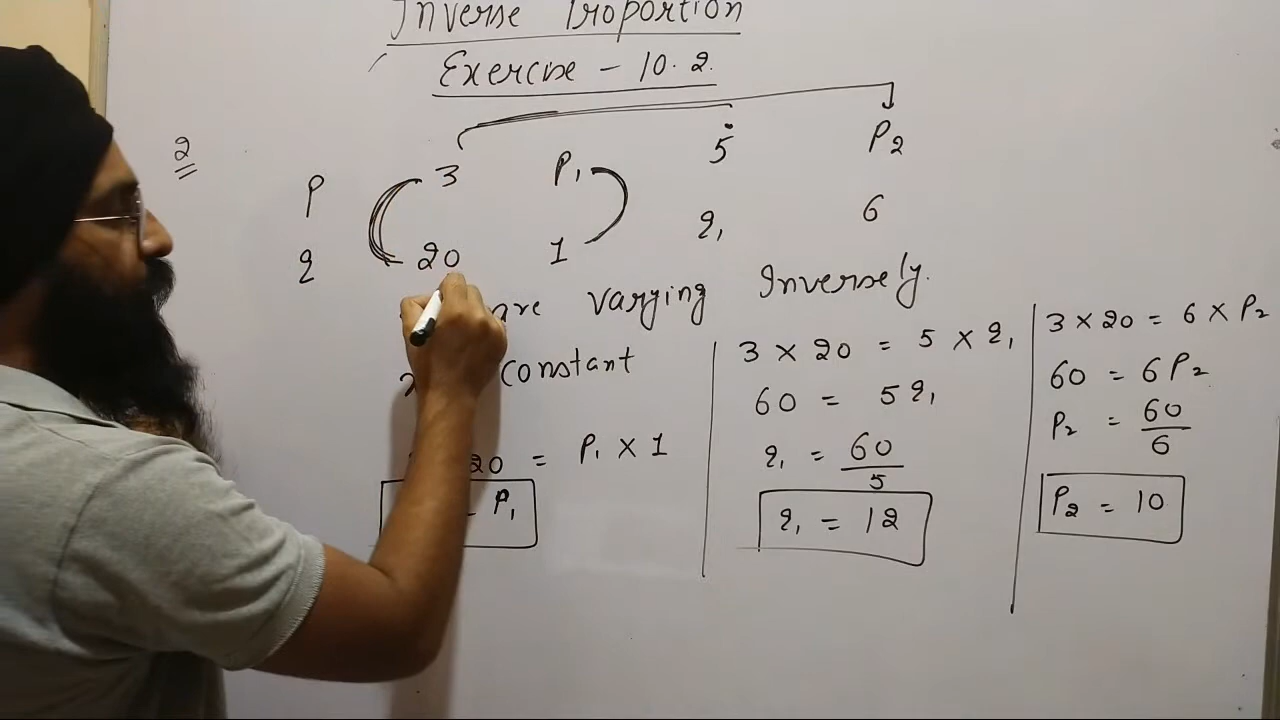 Inverse Proportion
Exercise - 10.2.
2
P 3 P₁ 5 P₂
q 20 1 q₁ 6
are varying Inversely.
constant
20 = P₁ × 1
P₁
3 × 20 = 5 × q₁
60 = 5q₁
q₁ = 60/5
q₁ = 12
3 × 20 = 6 × P₂
60 = 6P₂
P₂ = 60/6
P₂ = 10